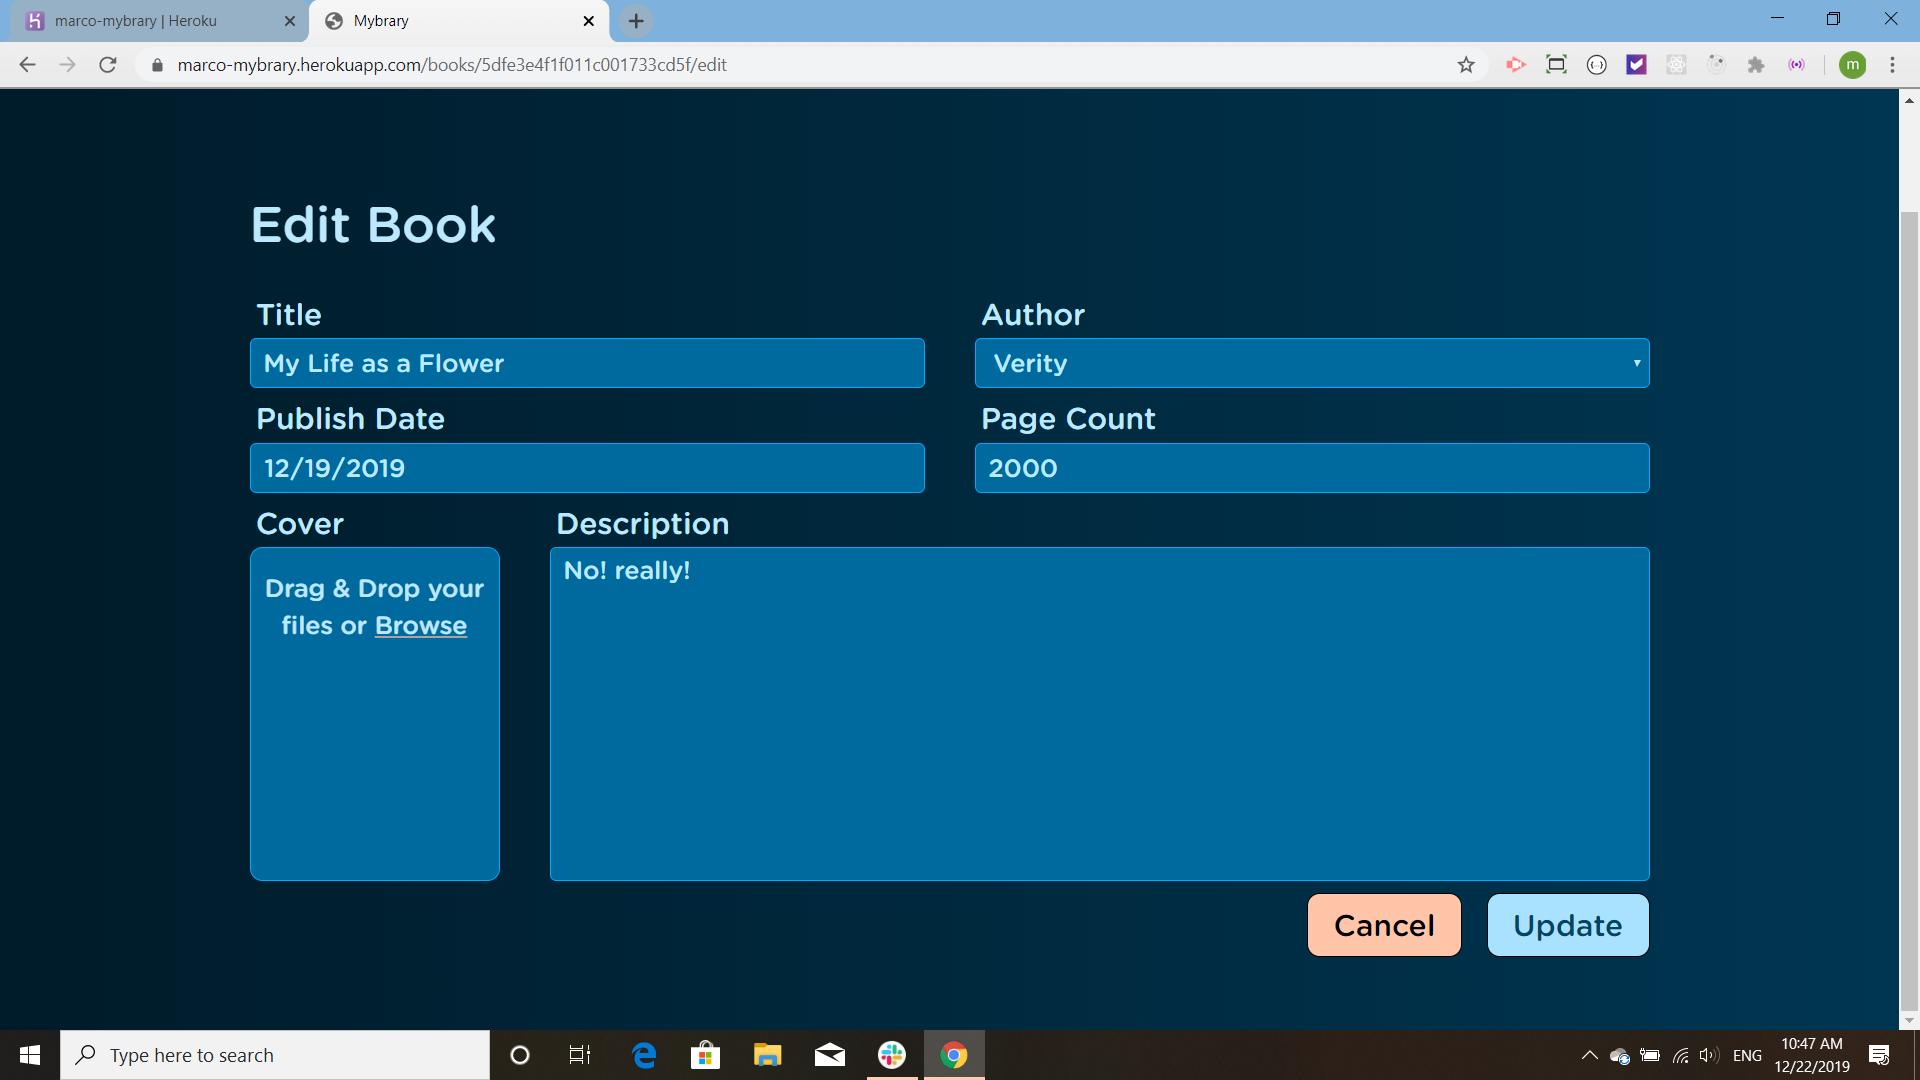 marco-mybrary | Heroku
Mybrary
marco-mybrary.herokuapp.com/books/5dfe3e4f1f011c001733cd5f/edit
m
Edit Book
Title
Author
My Life as a Flower
Verity
Publish Date
Page Count
12/19/2019
2000
Cover
Description
Drag & Drop your
files or Browse
No! really!
Cancel
Update
Type here to search
ENG
10:47 AM
12/22/2019